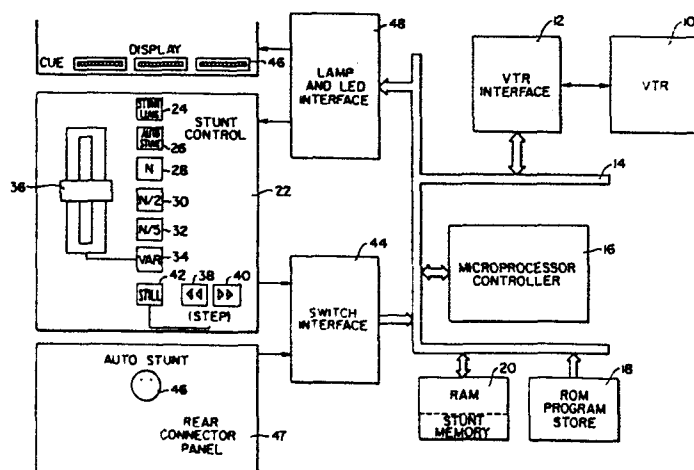 DISPLAY
CUE
46
48
LAMP
AND LED
INTERFACE
12
VTR
INTERFACE
10
VTR
14
24
STUNT
CONTROL
AUTO
26
N
28
36
22
N/2
30
N/5
32
VAR
34
42
38
40
STILL
(STEP)
44
SWITCH
INTERFACE
16
MICROPROCESSOR
CONTROLLER
AUTO STUNT
46
REAR
CONNECTOR
PANEL
47
20
RAM
STUNT
MEMORY
18
ROM
PROGRAM
STORE